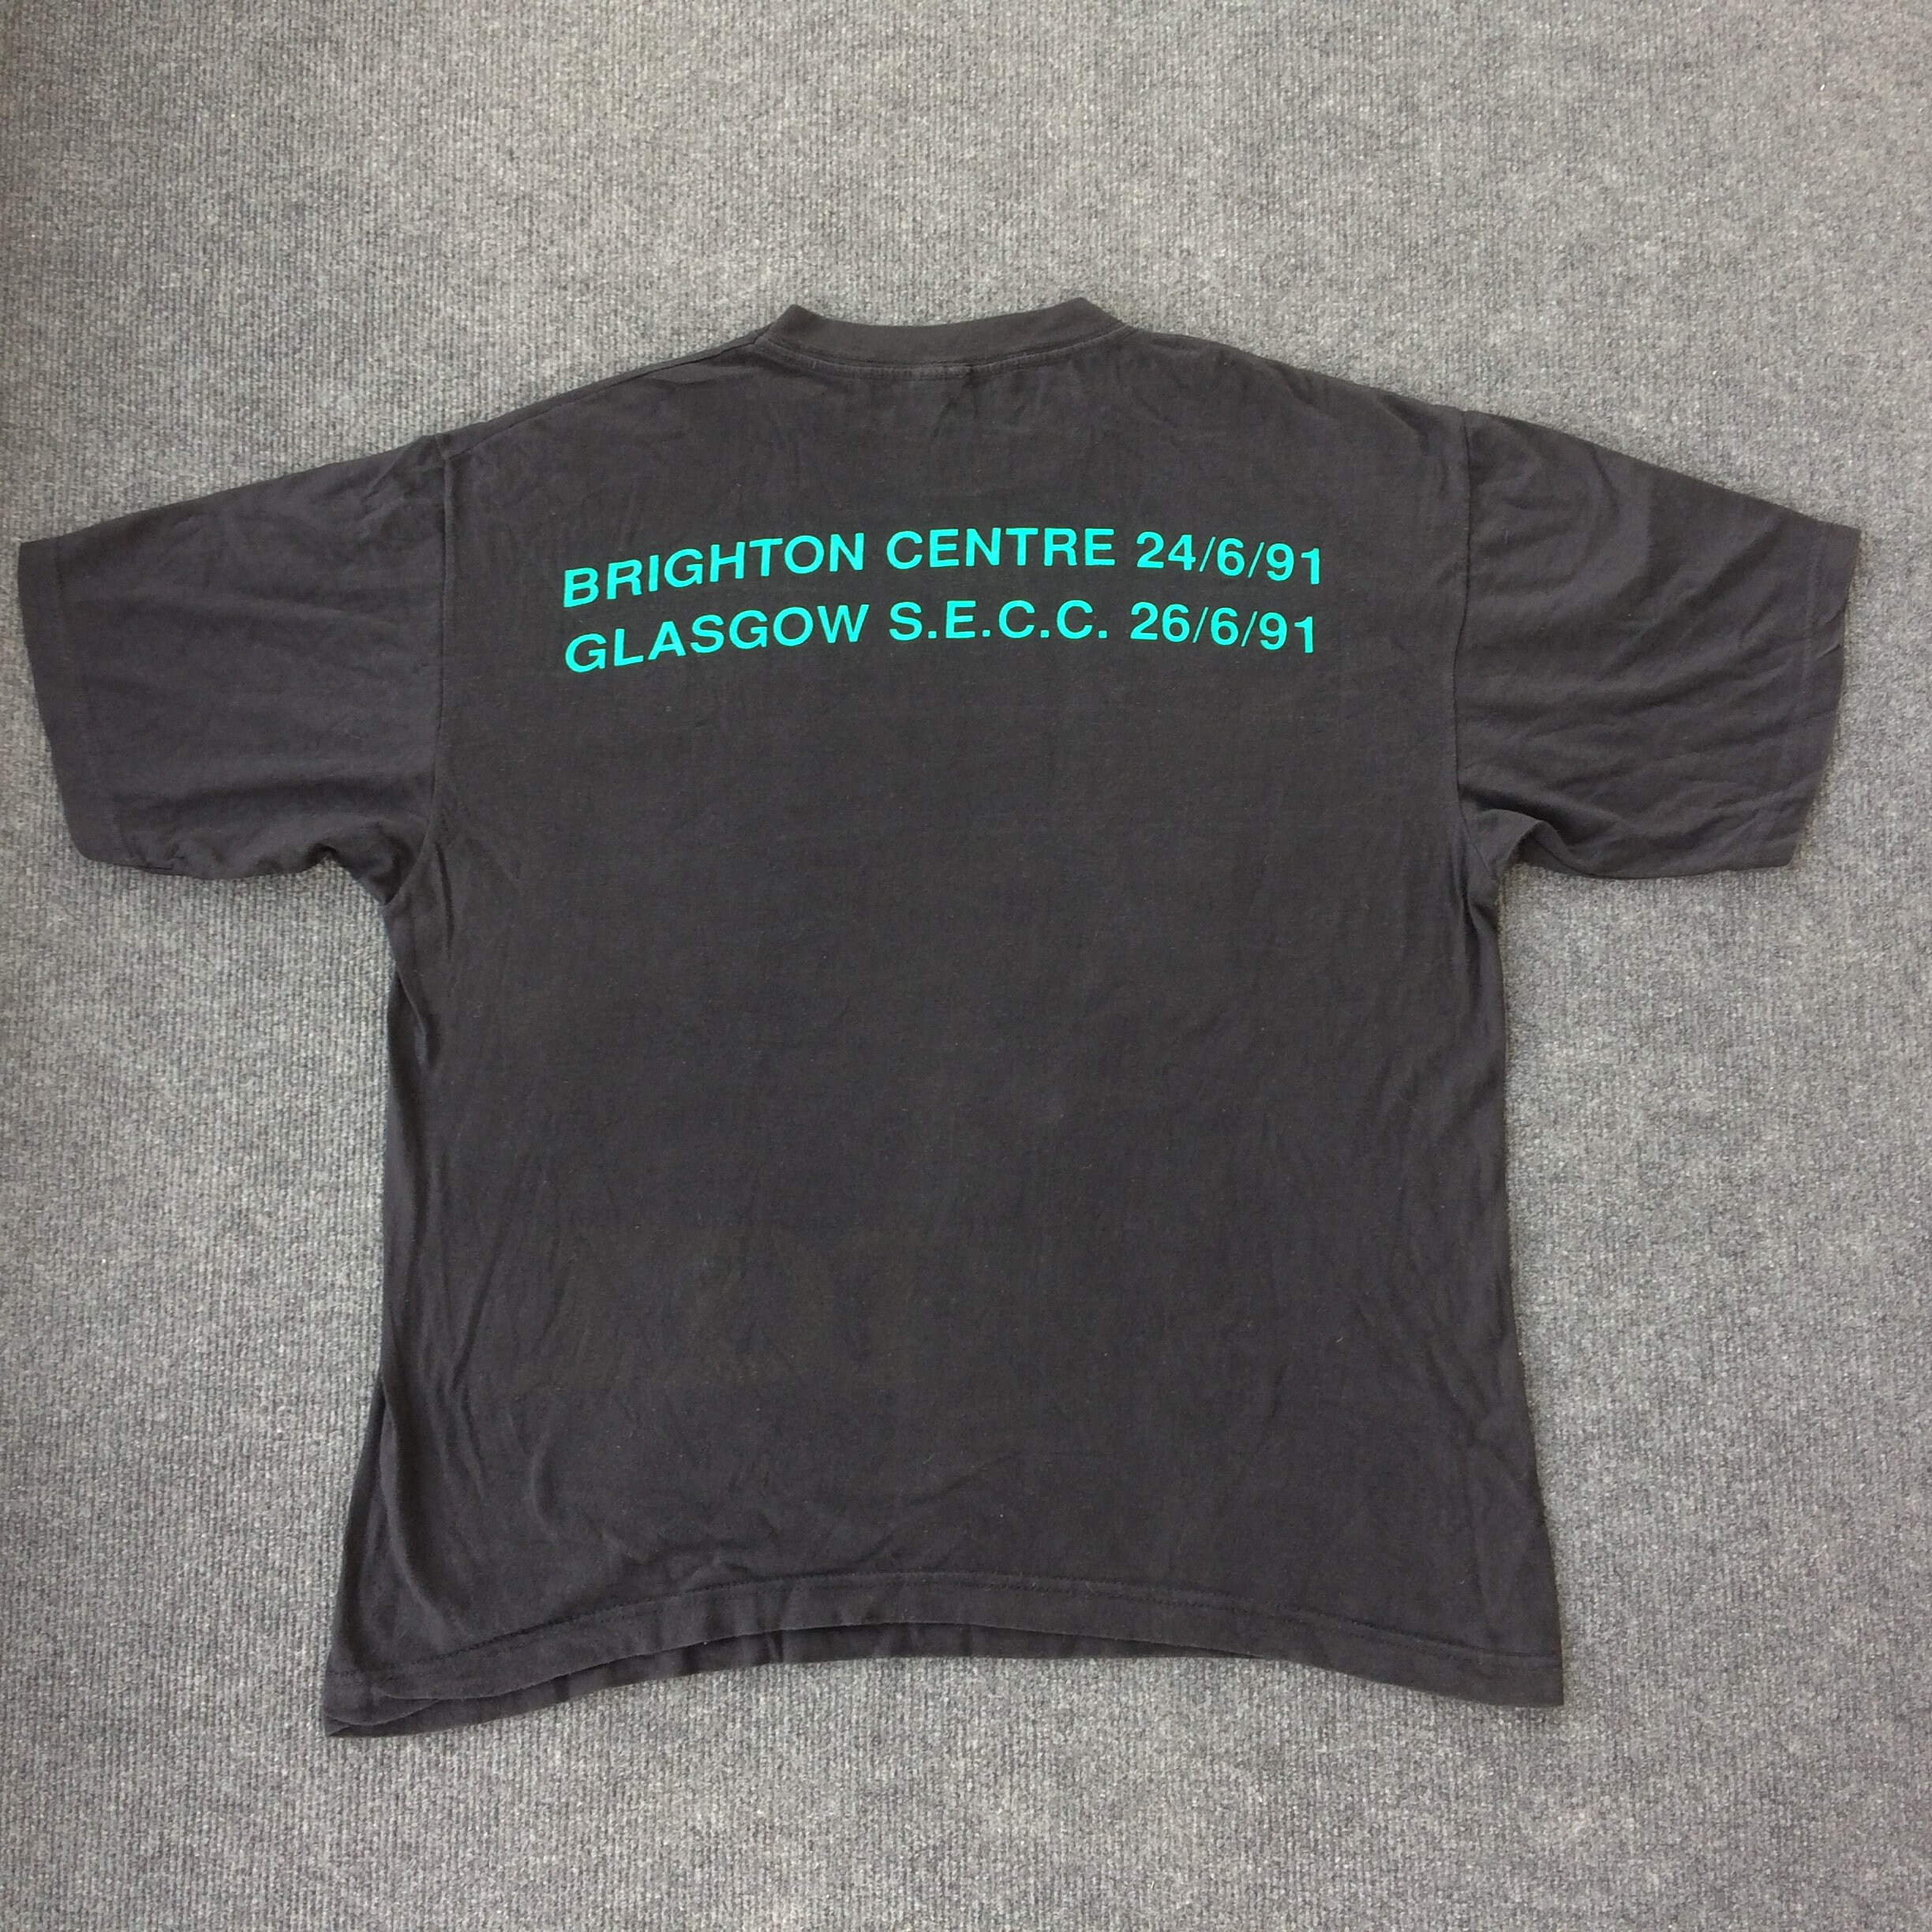 BRIGHTON CENTRE 24/6/91
GLASGOW S.E.C.C. 26/6/91